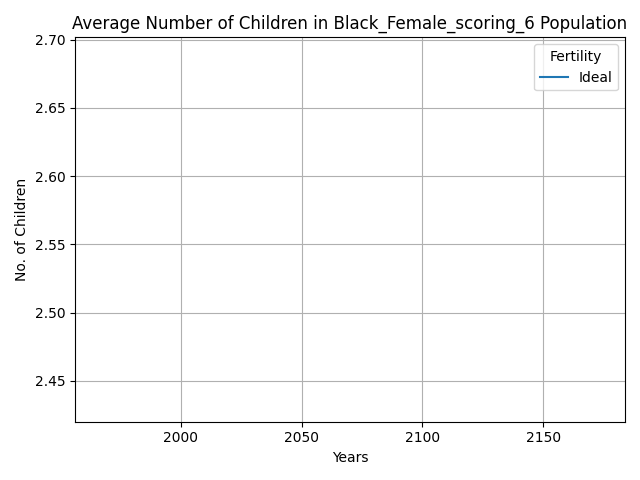 Average Number of Children in Black_Female_scoring_6 Population
2.70
Fertility
Ideal
2.65
2.60
2.55
2.50
2.45
No. of Children
2000 2050 2100 2150
Years